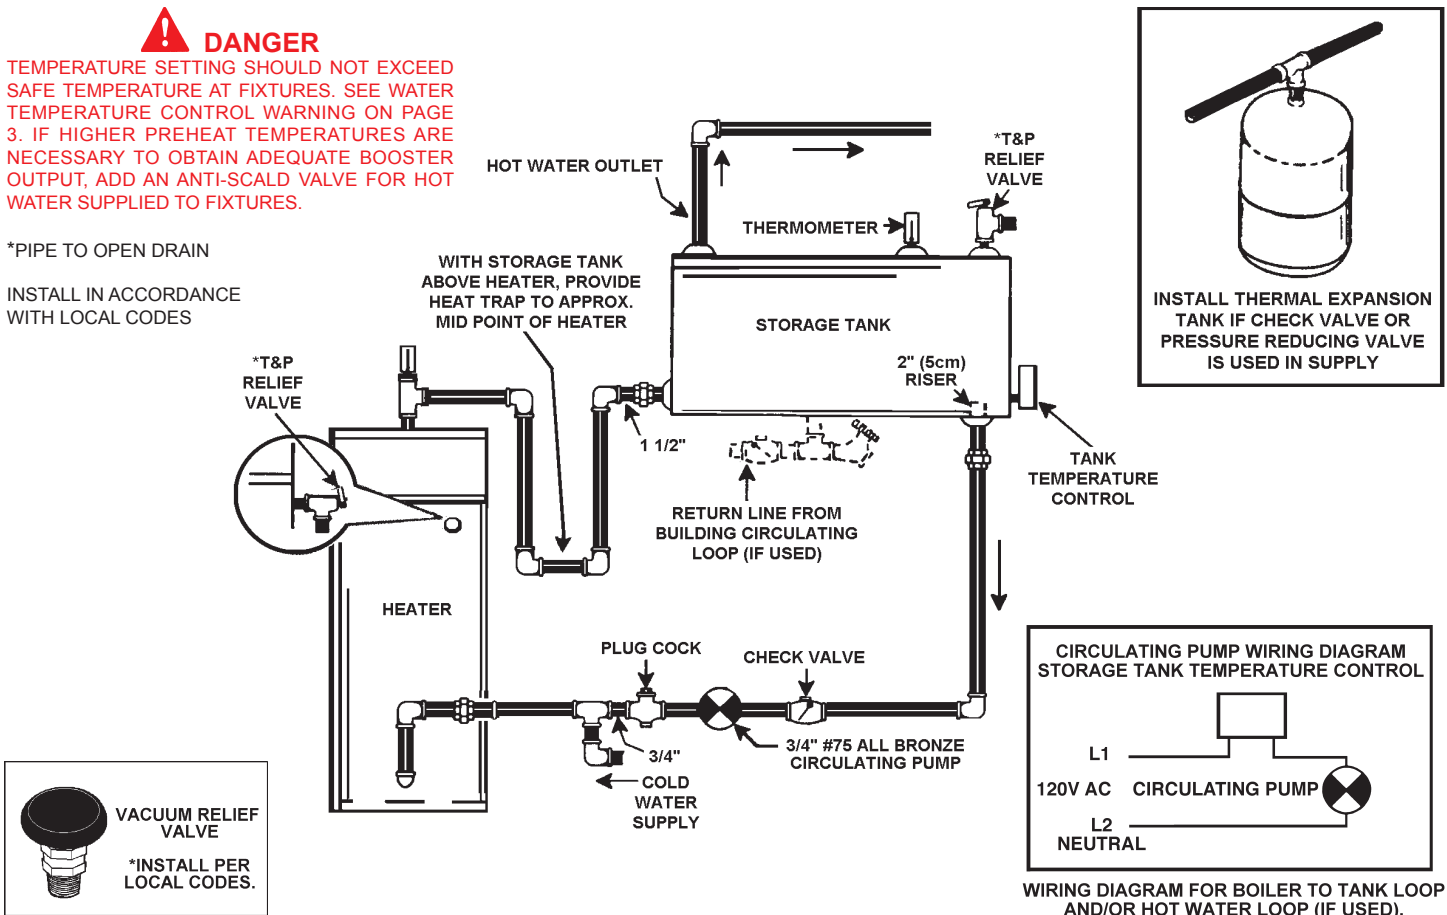 DANGER
TEMPERATURE SETTING SHOULD NOT EXCEED
SAFE TEMPERATURE AT FIXTURES. SEE WATER
TEMPERATURE CONTROL WARNING ON PAGE
3. IF HIGHER PREHEAT TEMPERATURES ARE
NECESSARY TO OBTAIN ADEQUATE BOOSTER
OUTPUT, ADD AN ANTI-SCALD VALVE FOR HOT
WATER SUPPLIED TO FIXTURES.
*PIPE TO OPEN DRAIN
INSTALL IN ACCORDANCE
WITH LOCAL CODES
HOT WATER OUTLET
*T&P
RELIEF
VALVE
THERMOMETER
WITH STORAGE TANK
ABOVE HEATER, PROVIDE
HEAT TRAP TO APPROX.
MID POINT OF HEATER
STORAGE TANK
2" (5cm)
RISER
INSTALL THERMAL EXPANSION
TANK IF CHECK VALVE OR
PRESSURE REDUCING VALVE
IS USED IN SUPPLY
*T&P
RELIEF
VALVE
1 1/2"
TANK
TEMPERATURE
CONTROL
RETURN LINE FROM
BUILDING CIRCULATING
LOOP (IF USED)
HEATER
PLUG COCK
CHECK VALVE
3/4"
3/4" #75 ALL BRONZE
CIRCULATING PUMP
COLD
WATER
SUPPLY
VACUUM RELIEF
VALVE
*INSTALL PER
LOCAL CODES.
CIRCULATING PUMP WIRING DIAGRAM
STORAGE TANK TEMPERATURE CONTROL
L1
120V AC CIRCULATING PUMP
L2
NEUTRAL
WIRING DIAGRAM FOR BOILER TO TANK LOOP
AND/OR HOT WATER LOOP (IF USED).